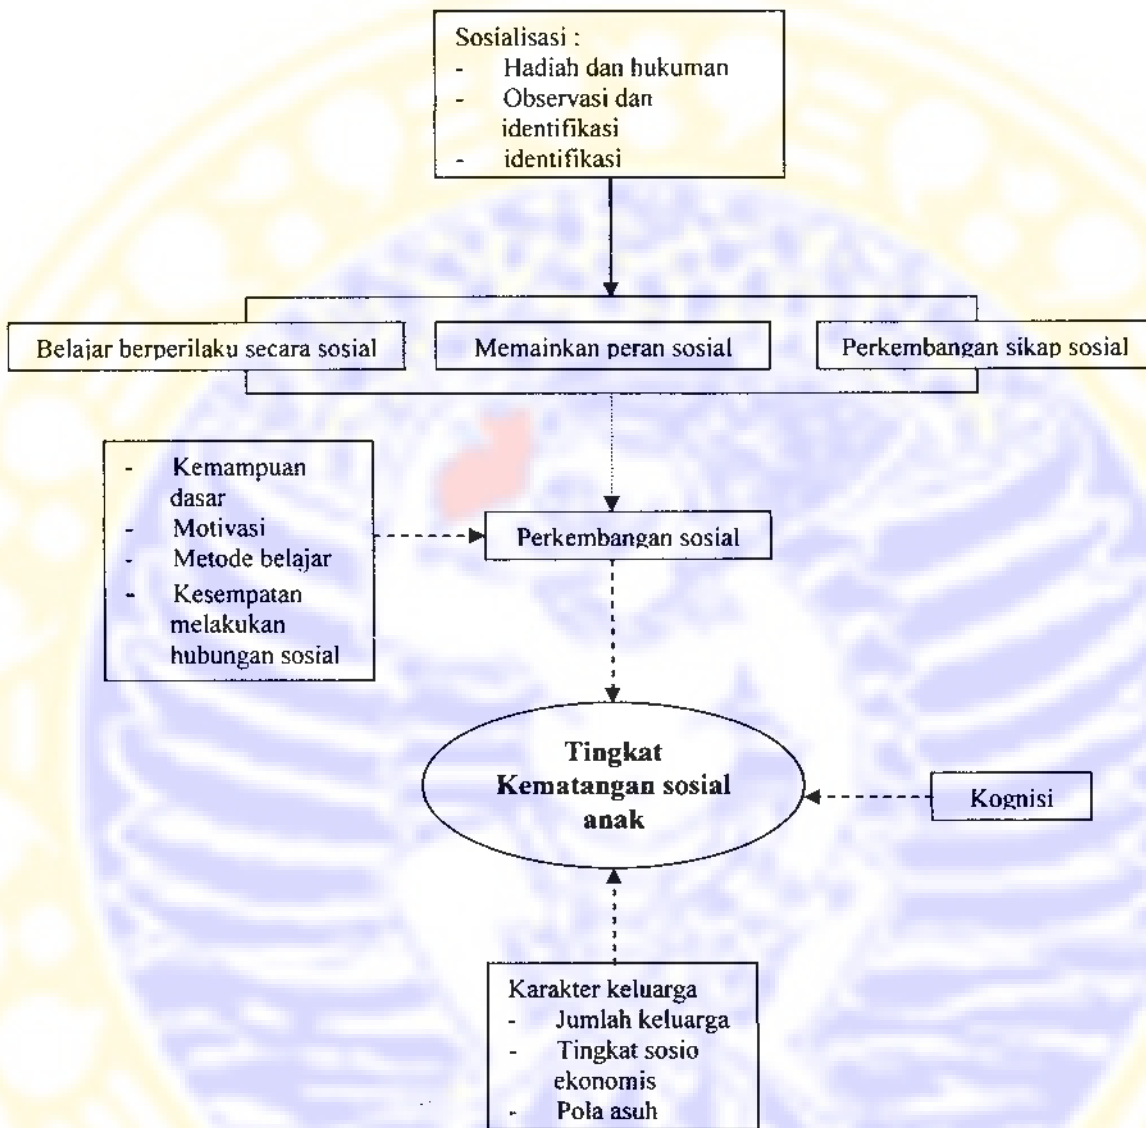 Sosialisasi :
- Hadiah dan hukuman
- Observasi dan
identifikasi
- identifikasi
Belajar berperilaku secara sosial
Memainkan peran sosial
Perkembangan sikap sosial
- Kemampuan
dasar
- Motivasi
- Metode belajar
- Kesempatan
melakukan
hubungan sosial
Perkembangan sosial
Tingkat
Kematangan sosial
anak
Kognisi
Karakter keluarga
- Jumlah keluarga
- Tingkat sosio
ekonomis
- Pola asuh